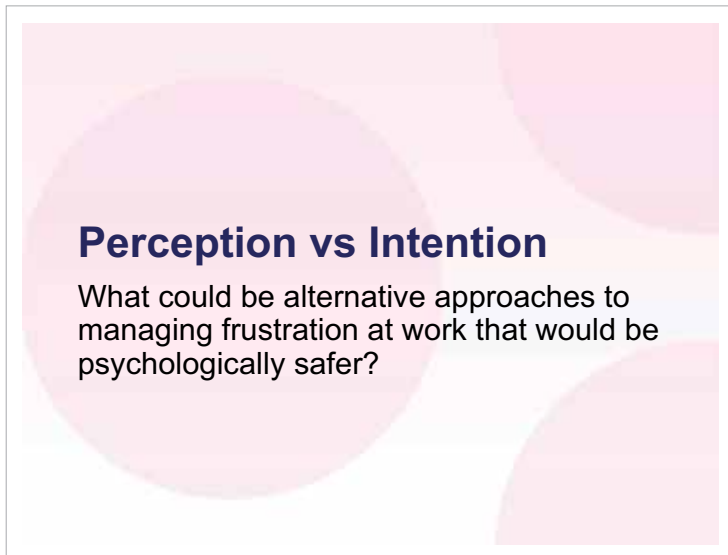 Perception vs Intention
What could be alternative approaches to
managing frustration at work that would be
psychologically safer?